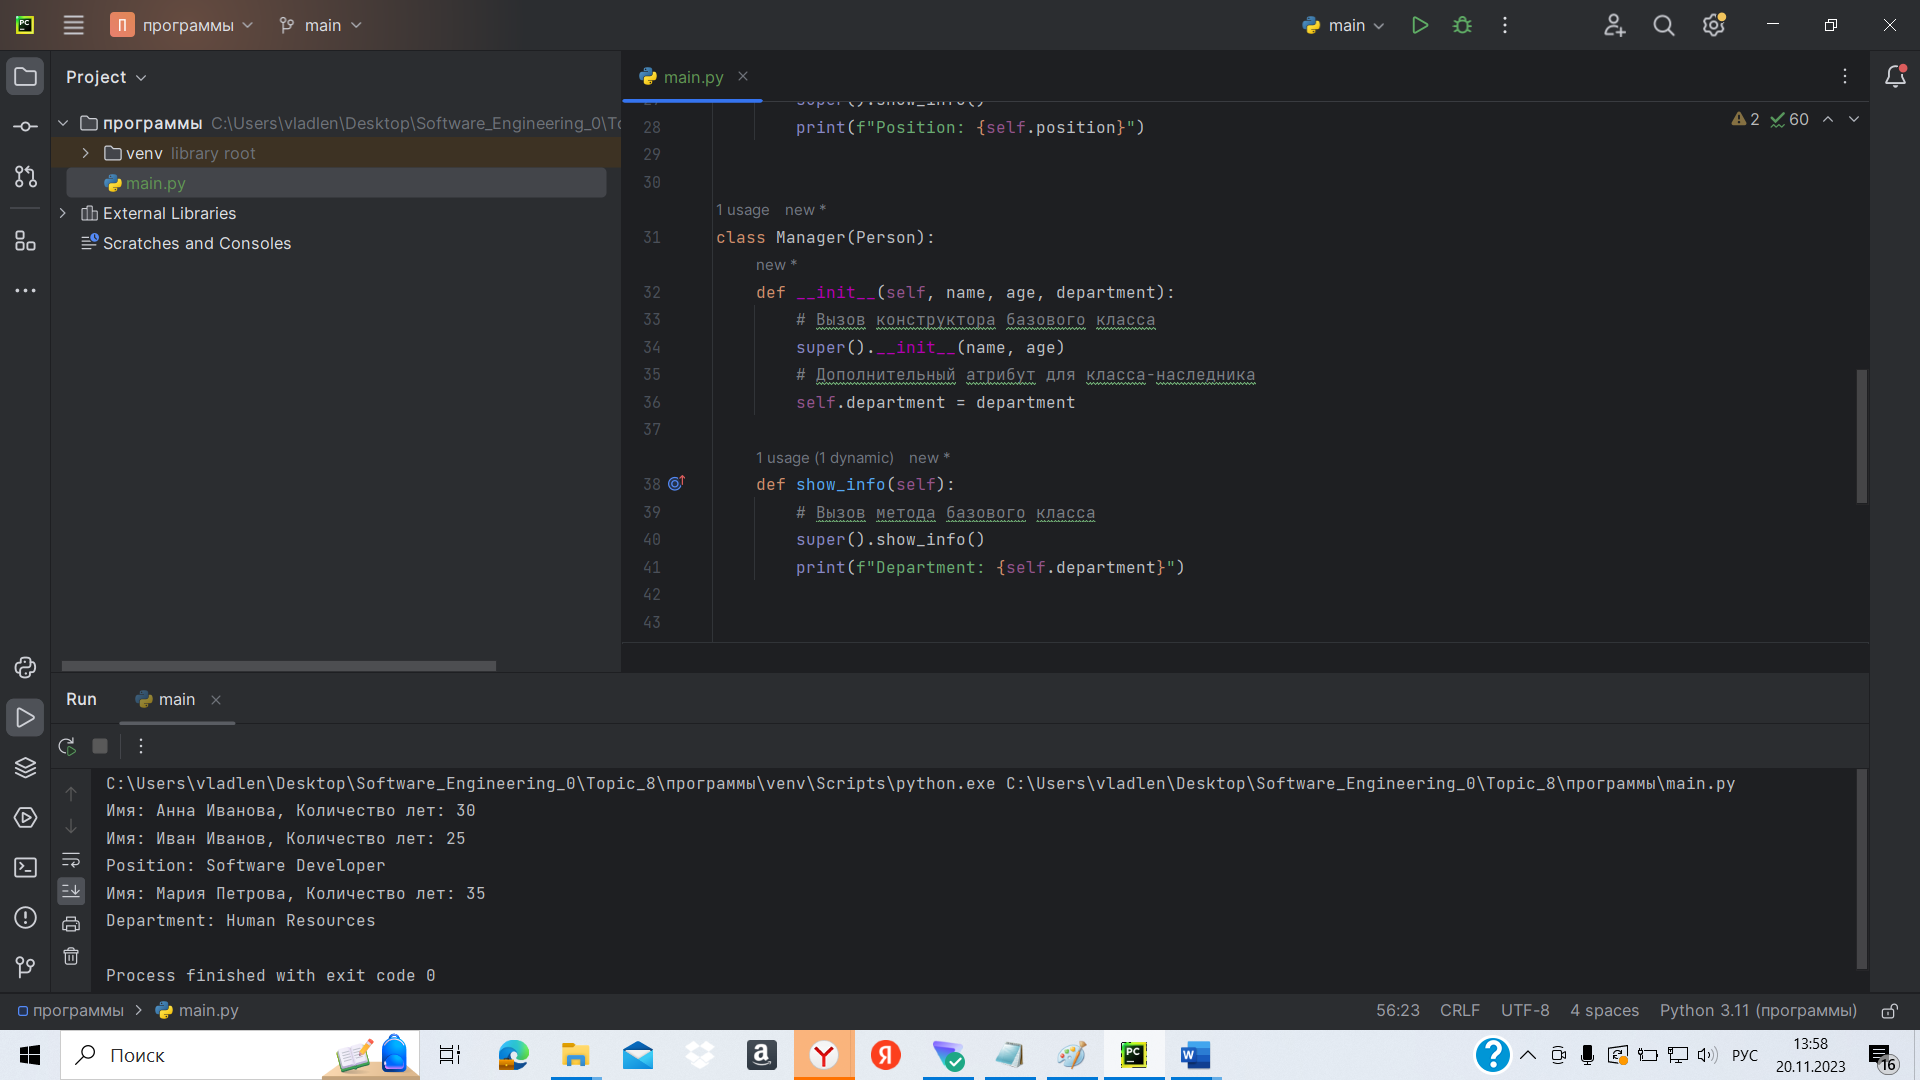 PC
П программы main
main
Project
main.py
программы C:\Users\vladlen\Desktop\Software_Engineering_0\To
venv library root
main.py
External Libraries
Scratches and Consoles
2 60
27 super().show_info()
28 print(f"Position: {self.position}")
29
30
1 usage new *
31 class Manager(Person):
new *
32 def __init__(self, name, age, department):
33 # Вызов конструктора базового класса
34 super().__init__(name, age)
35 # Дополнительный атрибут для класса-наследника
36 self.department = department
37
1 usage (1 dynamic) new *
38 def show_info(self):
39 # Вызов метода базового класса
40 super().show_info()
41 print(f"Department: {self.department}")
42
43
Run main
C:\Users\vladlen\Desktop\Software_Engineering_0\Topic_8\программы\venv\Scripts\python.exe C:\Users\vladlen\Desktop\Software_Engineering_0\Topic_8\программы\main.py
Имя: Анна Иванова, Количество лет: 30
Имя: Иван Иванов, Количество лет: 25
Position: Software Developer
Имя: Мария Петрова, Количество лет: 35
Department: Human Resources
Process finished with exit code 0
программы > main.py
56:23 CRLF UTF-8 4 spaces Python 3.11 (программы)
Поиск
a
Y
Я
PC
W
?
РУС
13:58
20.11.2023
16